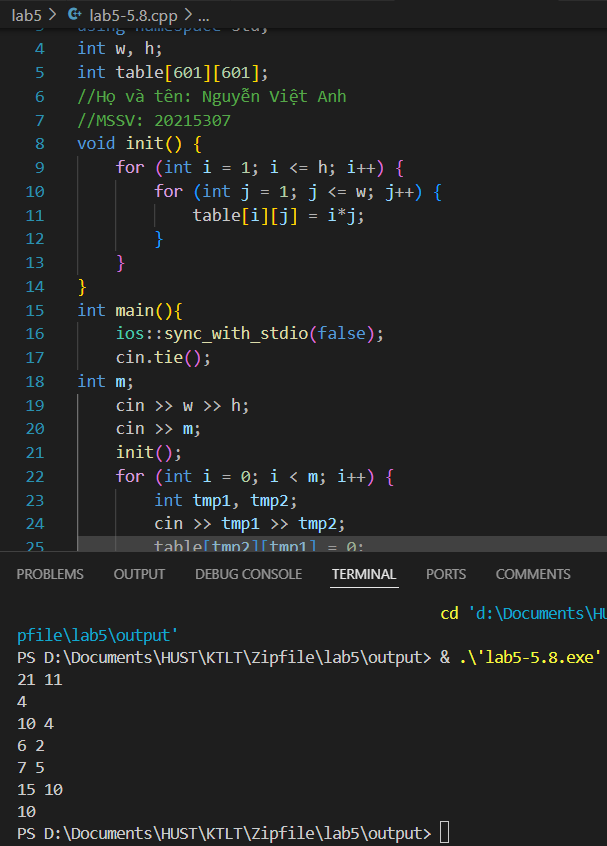 lab5 > C++ lab5-5.8.cpp > ...
3 using namespace std;
4 int w, h;
5 int table[601][601];
6 //Họ và tên: Nguyễn Việt Anh
7 //MSSV: 20215307
8 void init() {
9 for (int i = 1; i <= h; i++) {
10 for (int j = 1; j <= w; j++) {
11 table[i][j] = i*j;
12 }
13 }
14 }
15 int main(){
16 ios::sync_with_stdio(false);
17 cin.tie();
18 int m;
19 cin >> w >> h;
20 cin >> m;
21 init();
22 for (int i = 0; i < m; i++) {
23 int tmp1, tmp2;
24 cin >> tmp1 >> tmp2;
25 table[tmp2][tmp1] = 0;
PROBLEMS OUTPUT DEBUG CONSOLE TERMINAL PORTS COMMENTS
cd 'd:\Documents\HU
pfile\lab5\output'
PS D:\Documents\HUST\KTLT\Zipfile\lab5\output> & .\'lab5-5.8.exe'
21 11
4
10 4
6 2
7 5
15 10
10
PS D:\Documents\HUST\KTLT\Zipfile\lab5\output>